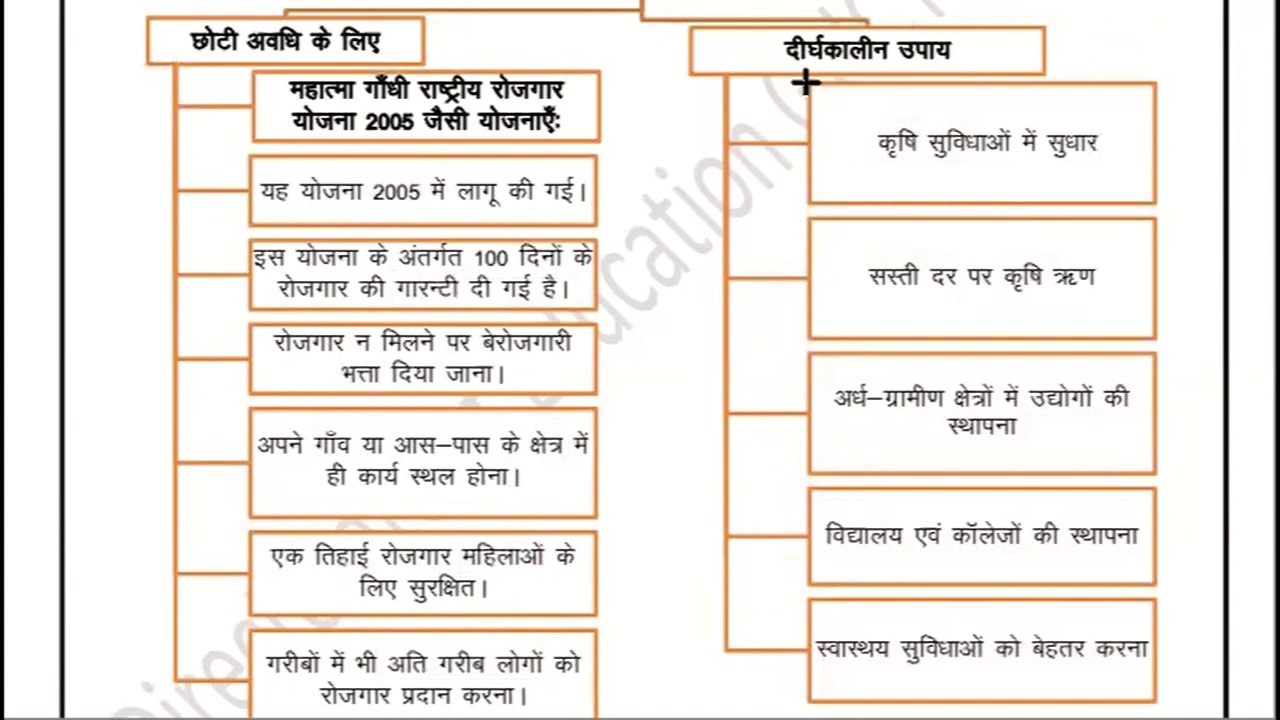 छोटी अवधि के लिए
महात्मा गाँधी राष्ट्रीय रोजगार
योजना 2005 जैसी योजनाएँः
यह योजना 2005 में लागू की गई।
इस योजना के अंतर्गत 100 दिनों के
रोजगार की गारन्टी दी गई है।
रोजगार न मिलने पर बेरोजगारी
भत्ता दिया जाना।
अपने गाँव या आस–पास के क्षेत्र में
ही कार्य स्थल होना।
एक तिहाई रोजगार महिलाओं के
लिए सुरक्षित।
गरीबों में भी अति गरीब लोगों को
रोजगार प्रदान करना।
दीर्घकालीन उपाय
कृषि सुविधाओं में सुधार
सस्ती दर पर कृषि ऋण
अर्ध–ग्रामीण क्षेत्रों में उद्योगों की
स्थापना
विद्यालय एवं कॉलेजों की स्थापना
स्वास्थय सुविधाओं को बेहतर करना